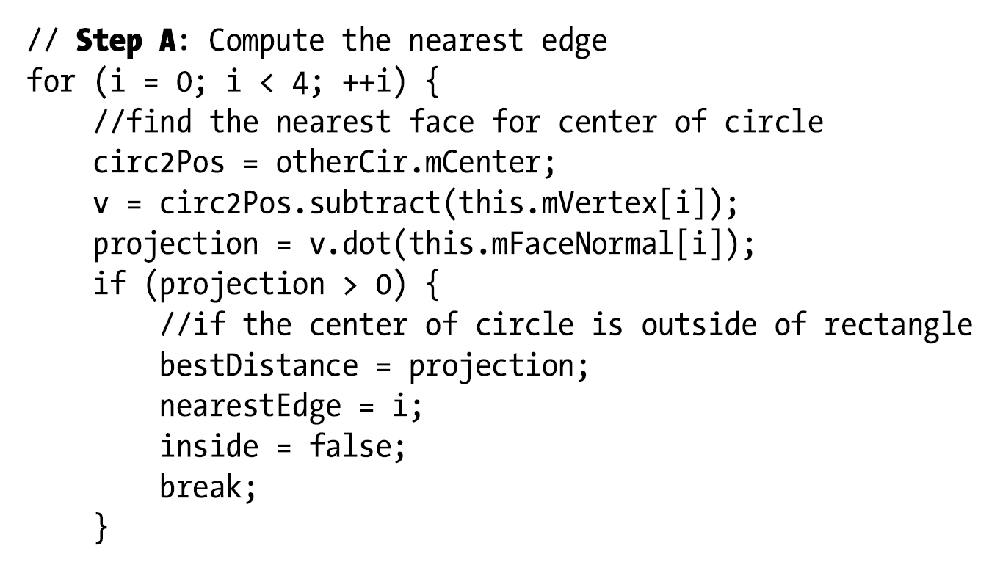 // Step A: Compute the nearest edge
for (i = 0; i < 4; ++i) {
    //find the nearest face for center of circle
    circ2Pos = otherCir.mCenter;
    v = circ2Pos.subtract(this.mVertex[i]);
    projection = v.dot(this.mFaceNormal[i]);
    if (projection > 0) {
        //if the center of circle is outside of rectangle
        bestDistance = projection;
        nearestEdge = i;
        inside = false;
        break;
    }